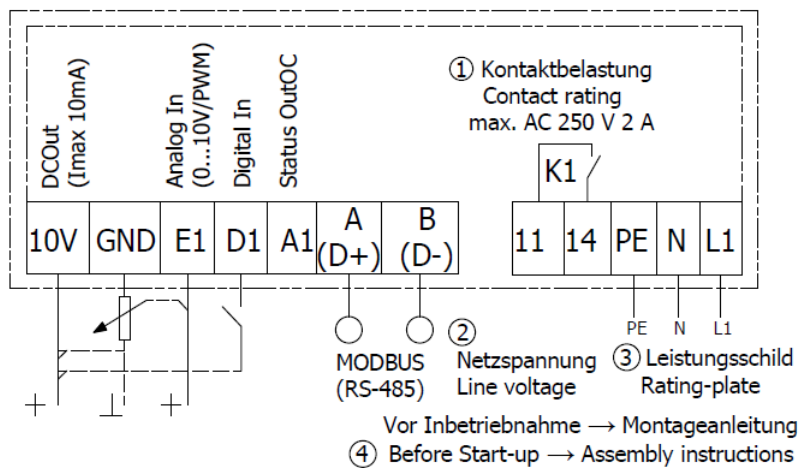 DCOut
(Imax 10mA)
Analog In
(0...10V/PWM)
Digital In
Status OutOC
① Kontaktbelastung
Contact rating
max. AC 250 V 2 A
K1
10V GND E1 D1 A1 A B 11 14 PE N L1
(D+) (D-)
PE N L1
MODBUS
(RS-485)
② Netzspannung
Line voltage
③ Leistungsschild
Rating-plate
Vor Inbetriebnahme → Montageanleitung
④ Before Start-up → Assembly instructions